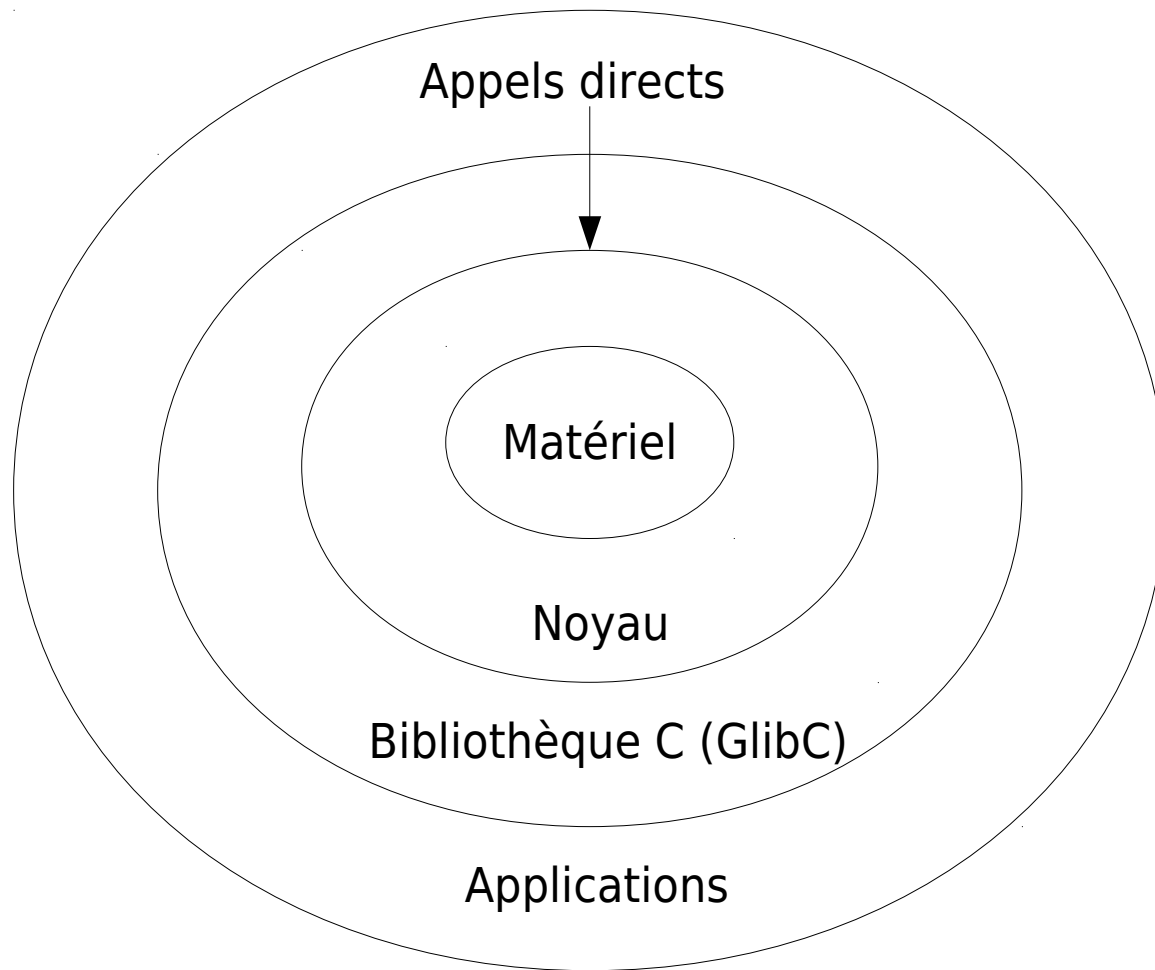 Appels directs
Matériel
Noyau
Bibliothèque C (GlibC)
Applications